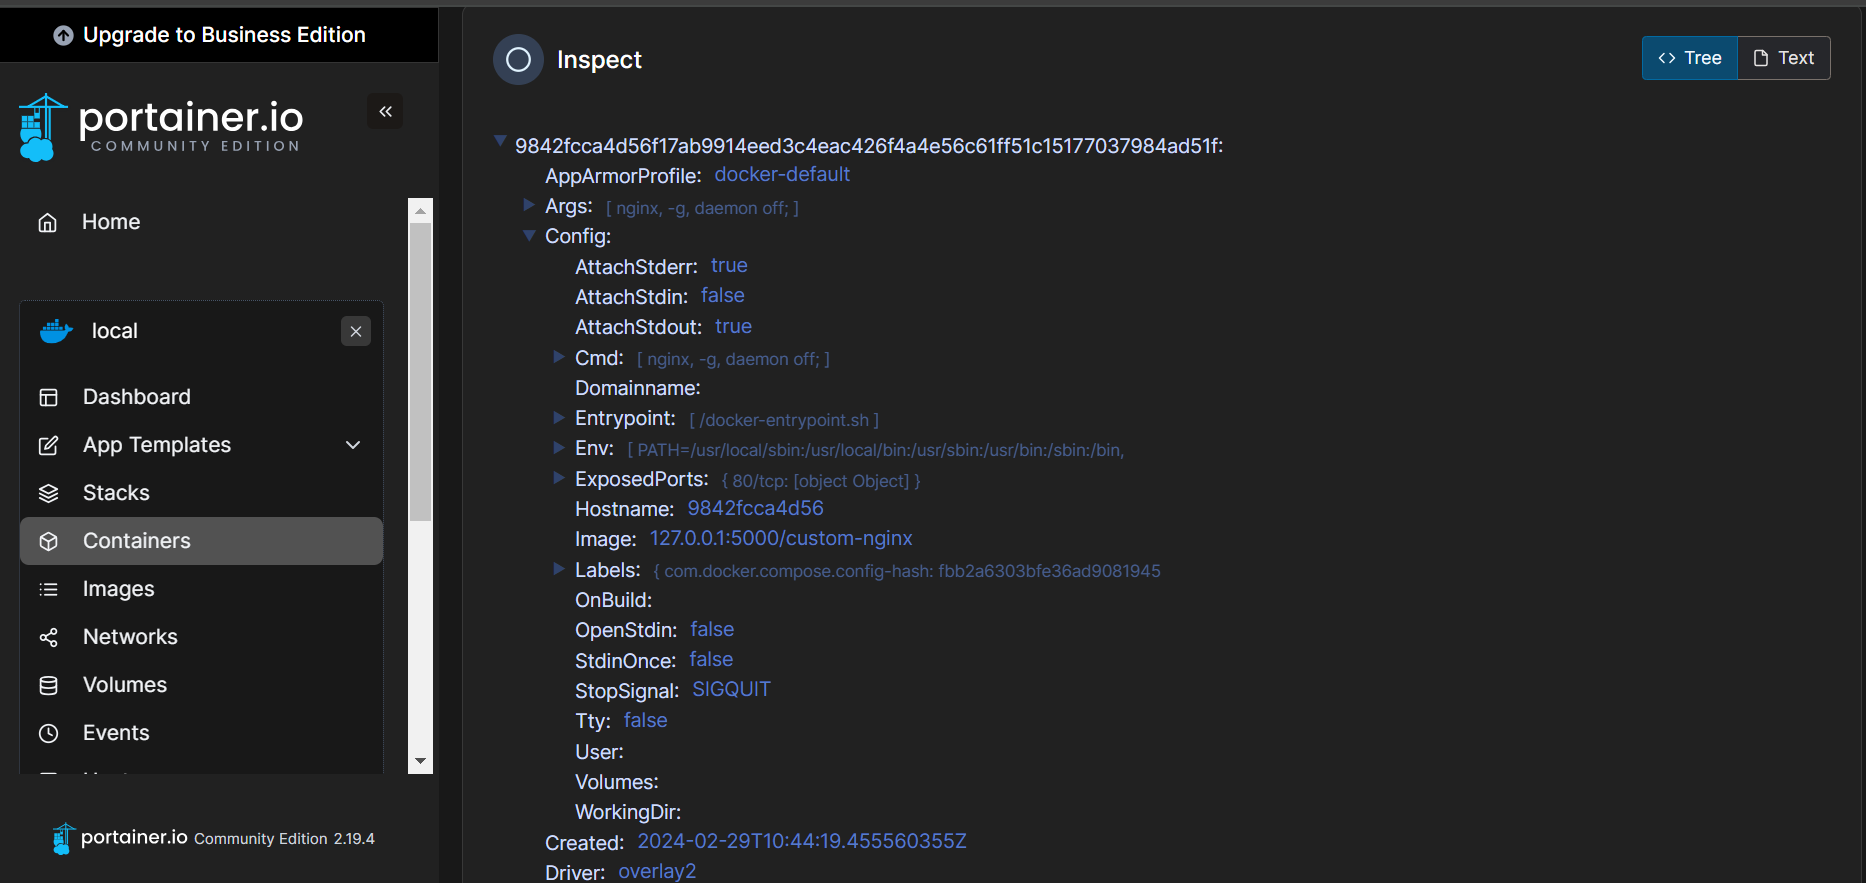 Upgrade to Business Edition
portainer.io
COMMUNITY EDITION
Home
local
Dashboard
App Templates
Stacks
Containers
Images
Networks
Volumes
Events
portainer.io Community Edition 2.19.4
Inspect
Tree
Text
9842fcca4d56f17ab9914eed3c4eac426f4a4e56c61ff51c15177037984ad51f:
AppArmorProfile: docker-default
Args: [ nginx, -g, daemon off; ]
Config:
AttachStderr: true
AttachStdin: false
AttachStdout: true
Cmd: [ nginx, -g, daemon off; ]
Domainname:
Entrypoint: [ /docker-entrypoint.sh ]
Env: [ PATH=/usr/local/sbin:/usr/local/bin:/usr/sbin:/usr/bin:/sbin:/bin,
ExposedPorts: { 80/tcp: [object Object] }
Hostname: 9842fcca4d56
Image: 127.0.0.1:5000/custom-nginx
Labels: { com.docker.compose.config-hash: fbb2a6303bfe36ad9081945
OnBuild:
OpenStdin: false
StdinOnce: false
StopSignal: SIGQUIT
Tty: false
User:
Volumes:
WorkingDir:
Created: 2024-02-29T10:44:19.455560355Z
Driver: overlay2